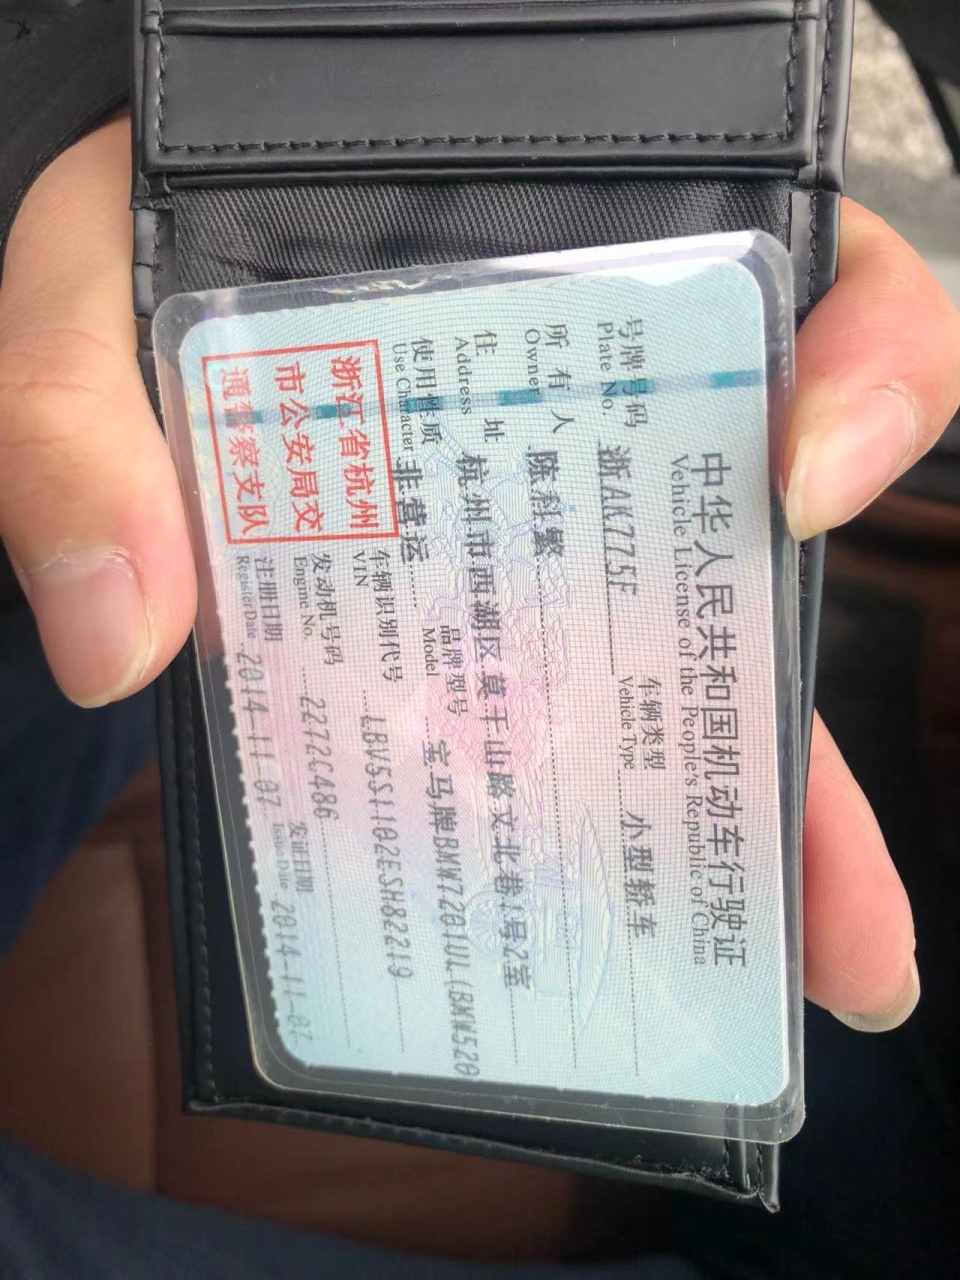 中华人民共和国机动车行驶证
Vehicle License of the People's Republic of China
号牌号码 浙AK775F 车辆类型 小型轿车
Plate No. Vehicle Type
所有人 陈科繁
Owner
住址 杭州市西湖区莫干山路文北巷1号2室
Address
使用性质 非营运 品牌型号 宝马牌BMW7201UL(BMW520
Use Character Model
浙江省杭州
市公安局交
通警察支队
车辆识别代号 LBV5S1102ESH82219
VIN
发动机号码 2272C486
Engine No.
注册日期 2014-11-07 发证日期 2014-11-07
Register Date Issue Date